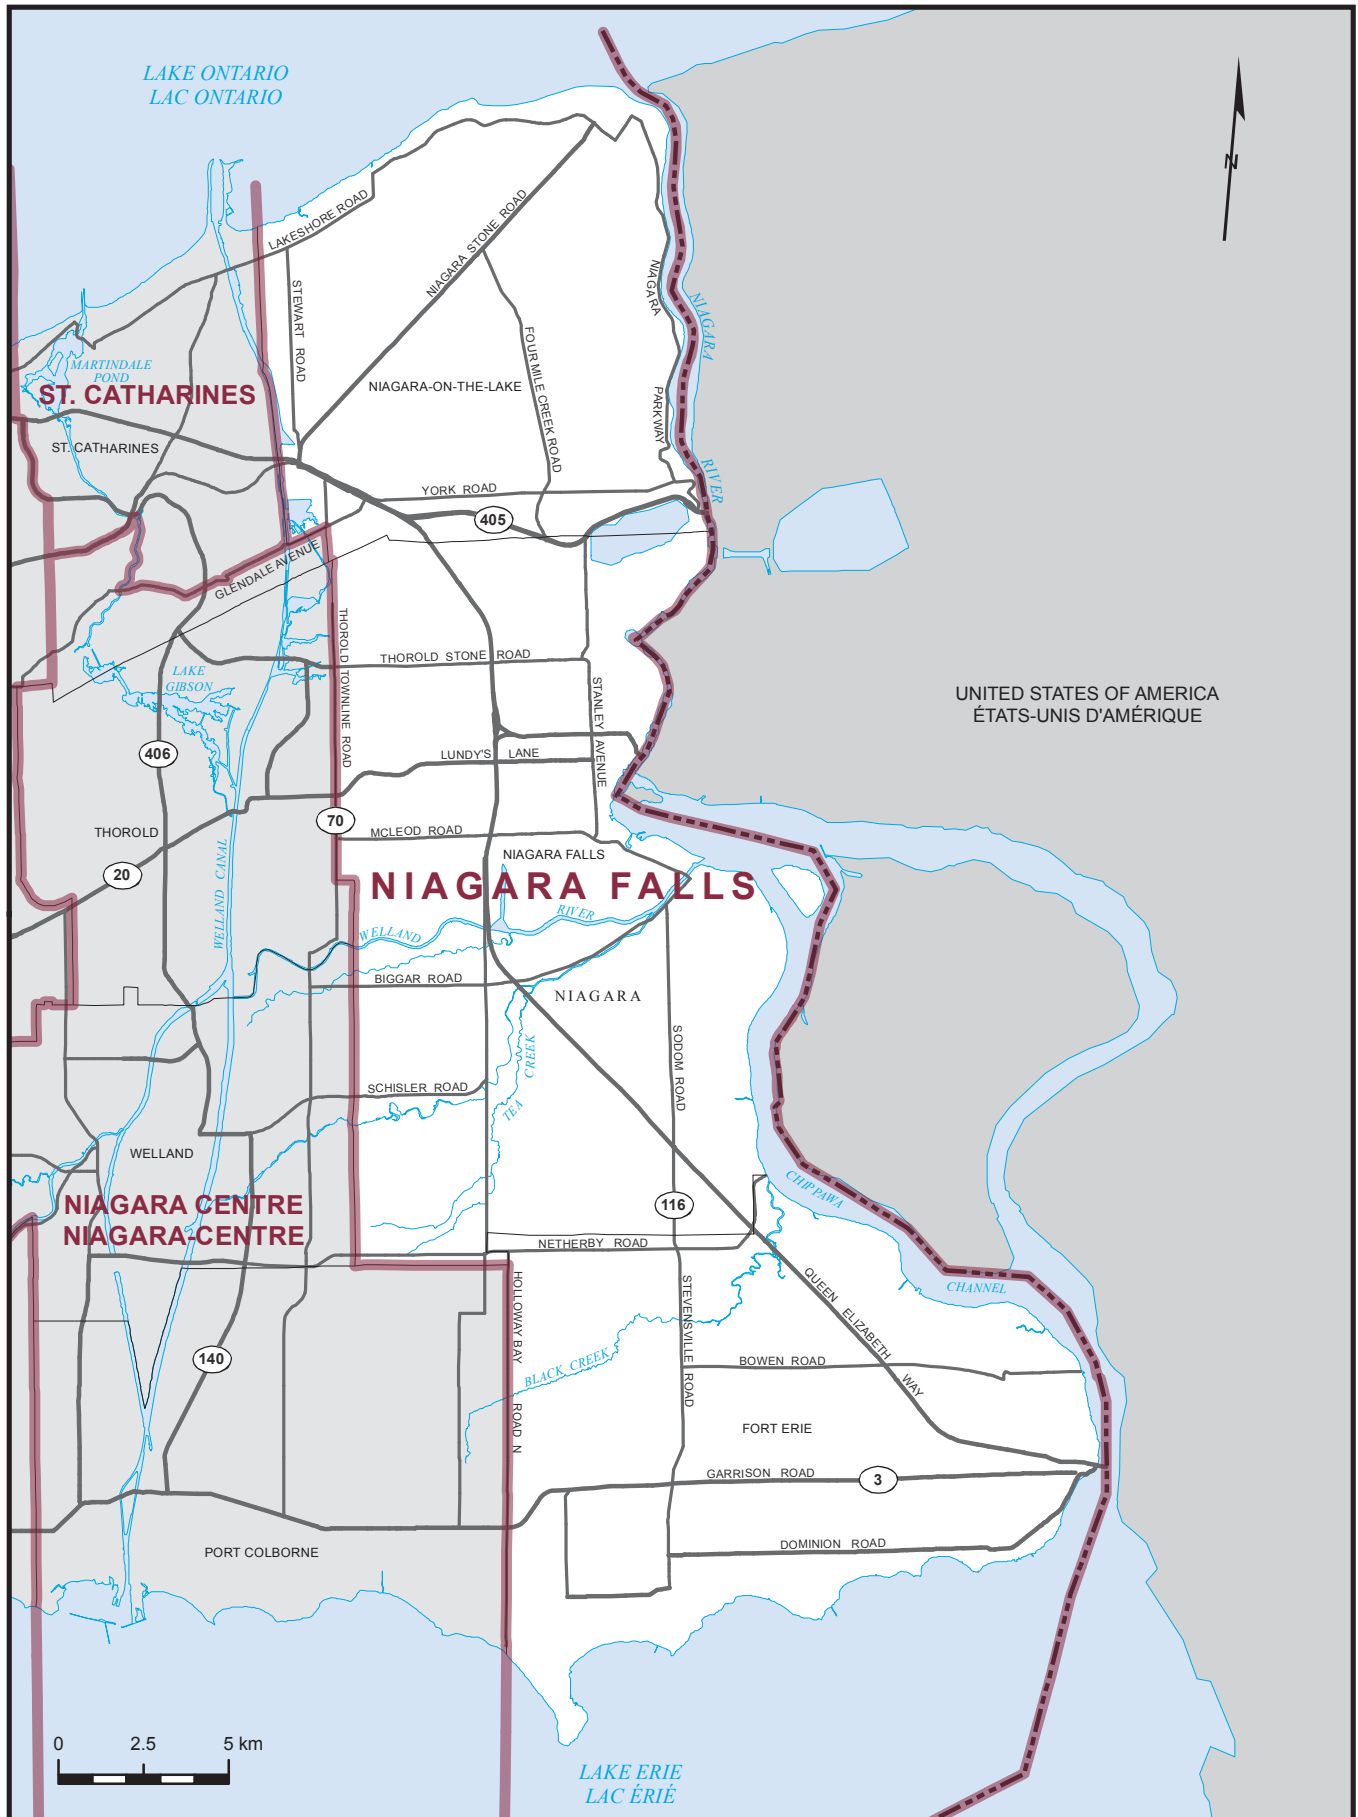 LAKE ONTARIO
LAC ONTARIO
N
LAKESHORE ROAD
NIAGARA STONE ROAD
STEWART ROAD
FOUR MILE CREEK ROAD
NIAGARA
PARKWAY
NIAGARA
RIVER
MARTINDALE
POND
ST. CATHARINES
NIAGARA-ON-THE-LAKE
ST. CATHARINES
YORK ROAD
405
GLENDALE AVENUE
THOROLD TOWNLINE ROAD
THOROLD STONE ROAD
STANLEY AVENUE
LAKE
GIBSON
UNITED STATES OF AMERICA
ÉTATS-UNIS D'AMÉRIQUE
406
LUNDY'S LANE
70
MCLEOD ROAD
THOROLD
NIAGARA FALLS
20
NIAGARA FALLS
WELLAND CANAL
WELLAND
RIVER
BIGGAR ROAD
NIAGARA
SODOM ROAD
CREEK
TEA
SCHISLER ROAD
WELLAND
CHIPPAWA
CHANNEL
NIAGARA CENTRE
NIAGARA-CENTRE
116
NETHERBY ROAD
HOLLOWAY BAY ROAD N
STEVENSVILLE ROAD
QUEEN ELIZABETH WAY
BLACK CREEK
140
BOWEN ROAD
FORT ERIE
GARRISON ROAD
3
DOMINION ROAD
PORT COLBORNE
0 2.5 5 km
LAKE ERIE
LAC ÉRIÉ